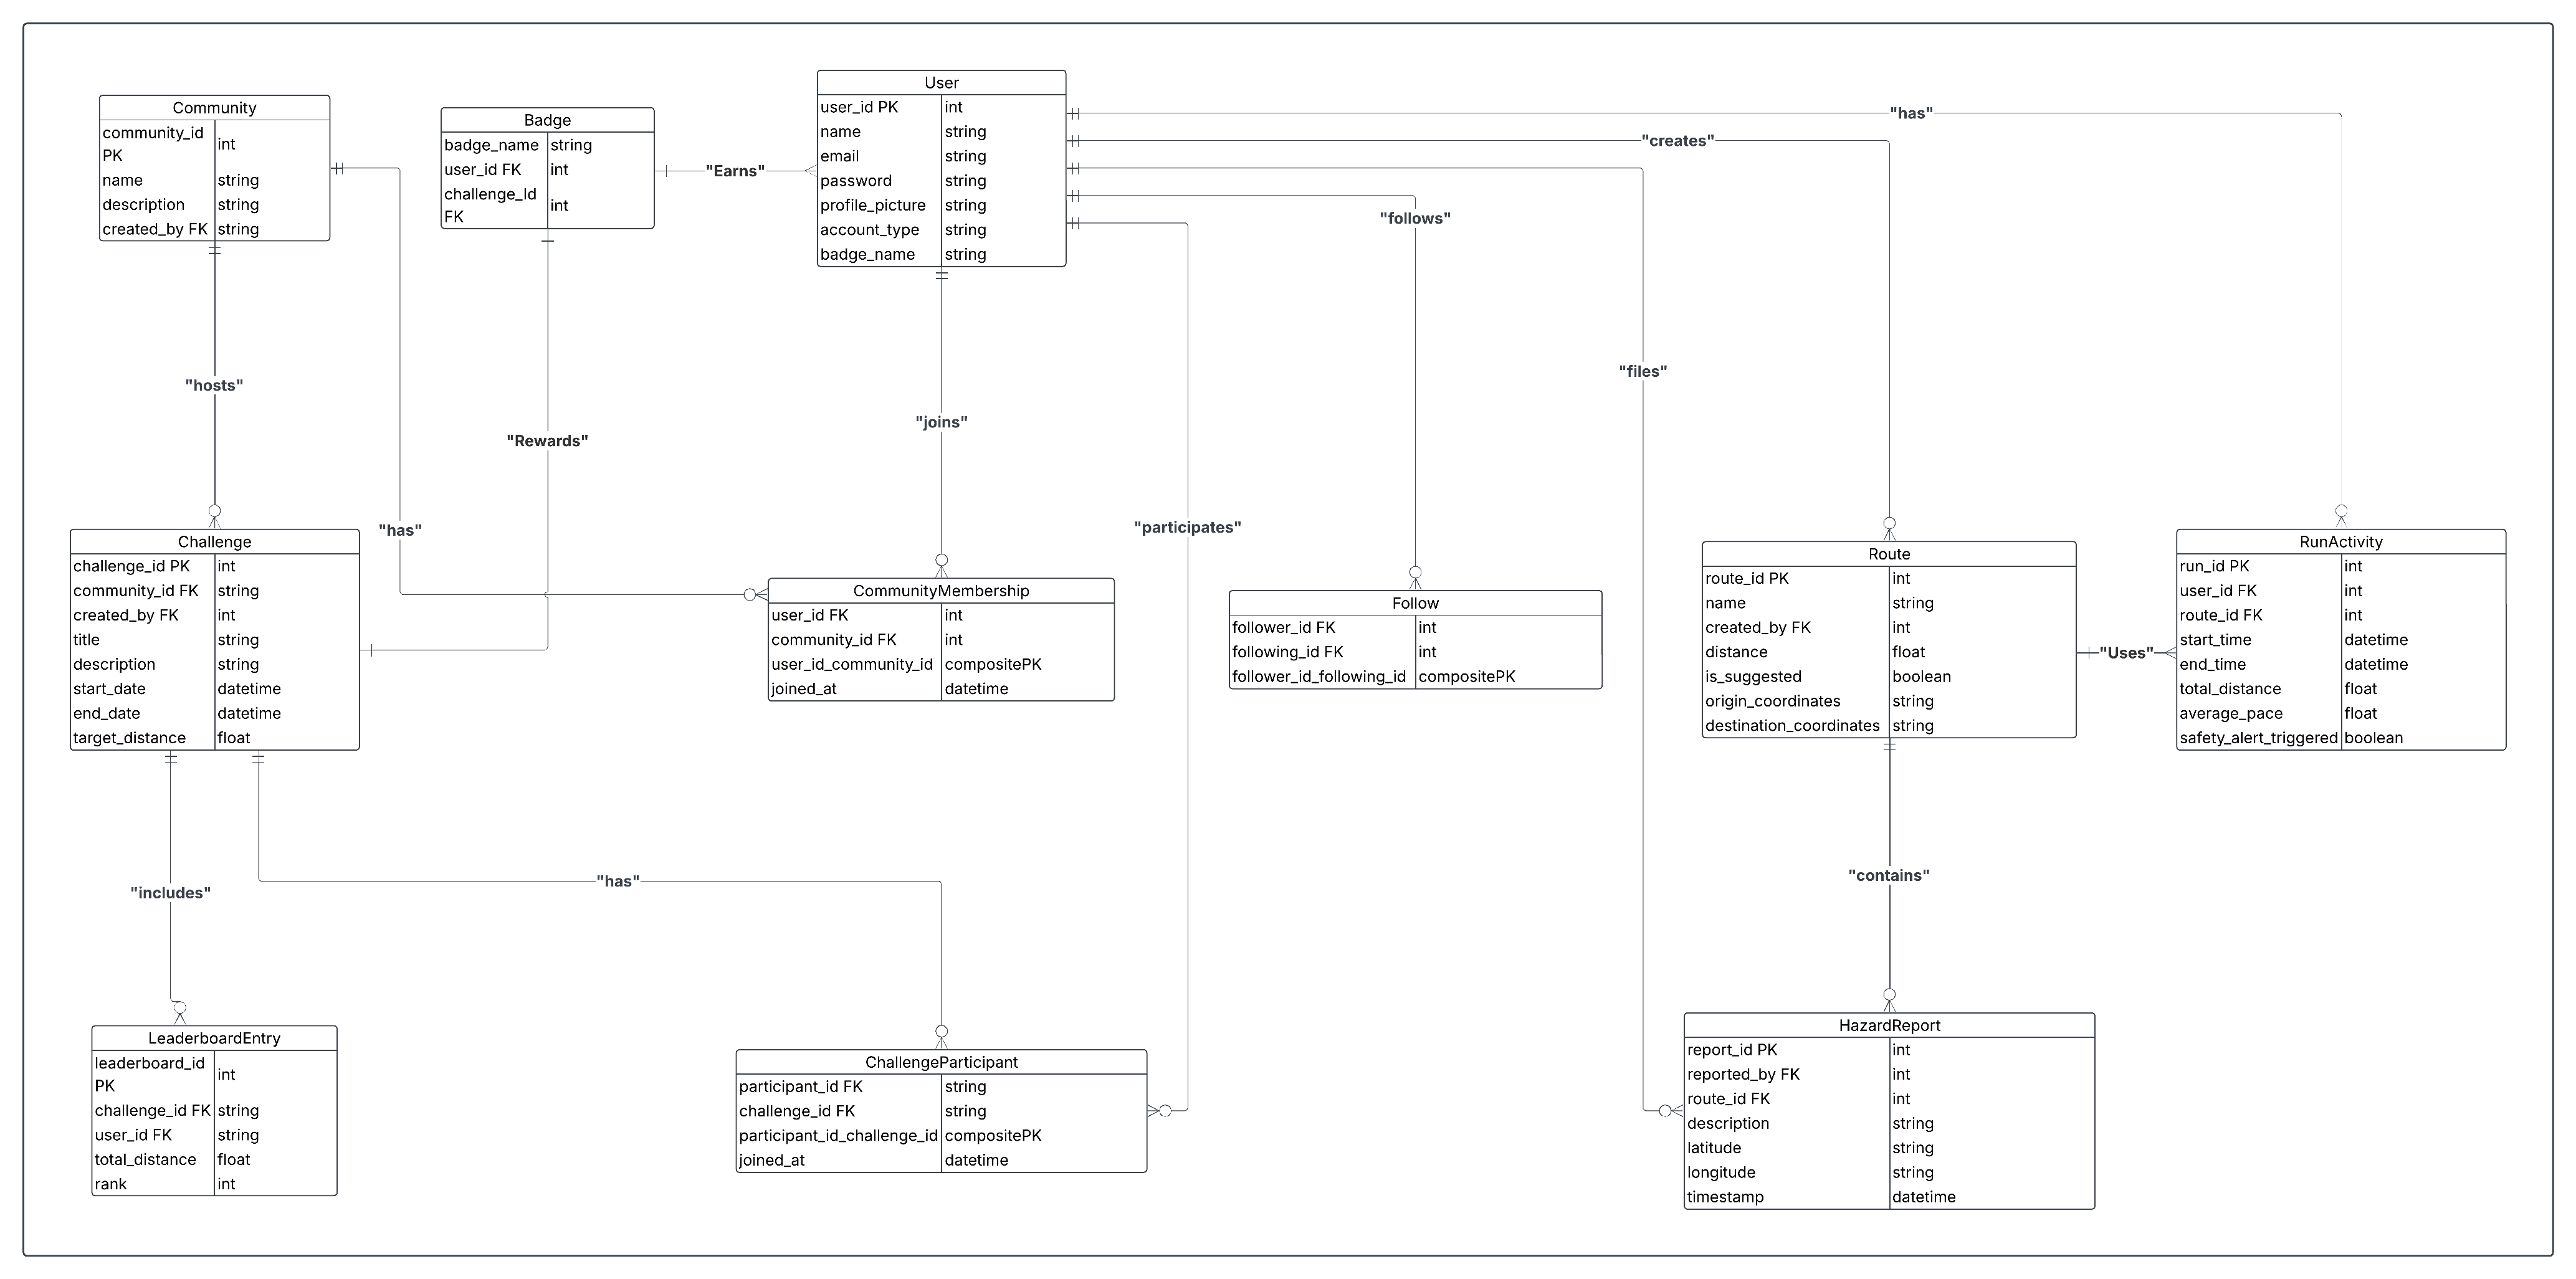 Community
community_id PK int
name string
description string
created_by FK string
Badge
badge_name string
user_id FK int
challenge_Id FK int
User
user_id PK int
name string
email string
password string
profile_picture string
account_type string
badge_name string
"Earns"
"has"
"creates"
"follows"
"files"
"hosts"
"Rewards"
"joins"
"has"
"participates"
Challenge
challenge_id PK int
community_id FK string
created_by FK int
title string
description string
start_date datetime
end_date datetime
target_distance float
CommunityMembership
user_id FK int
community_id FK int
user_id_community_id compositePK
joined_at datetime
Follow
follower_id FK int
following_id FK int
follower_id_following_id compositePK
Route
route_id PK int
name string
created_by FK int
distance float
is_suggested boolean
origin_coordinates string
destination_coordinates string
"Uses"
RunActivity
run_id PK int
user_id FK int
route_id FK int
start_time datetime
end_time datetime
total_distance float
average_pace float
safety_alert_triggered boolean
"includes"
"has"
"contains"
LeaderboardEntry
leaderboard_id PK int
challenge_id FK string
user_id FK string
total_distance float
rank int
ChallengeParticipant
participant_id FK string
challenge_id FK string
participant_id_challenge_id compositePK
joined_at datetime
HazardReport
report_id PK int
reported_by FK int
route_id FK int
description string
latitude string
longitude string
timestamp datetime